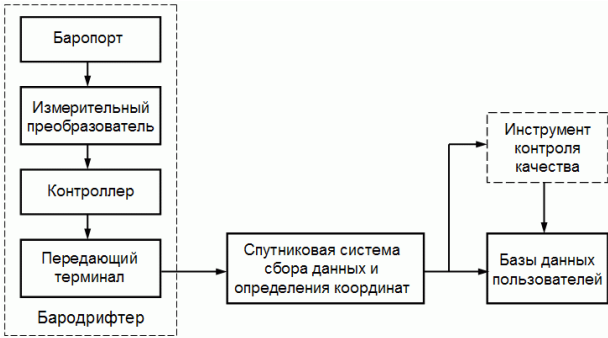 Баропорт
Измерительный
преобразователь
Контроллер
Передающий
терминал
Бародрифтер
Спутниковая система
сбора данных и
определения координат
Инструмент
контроля
качества
Базы данных
пользователей